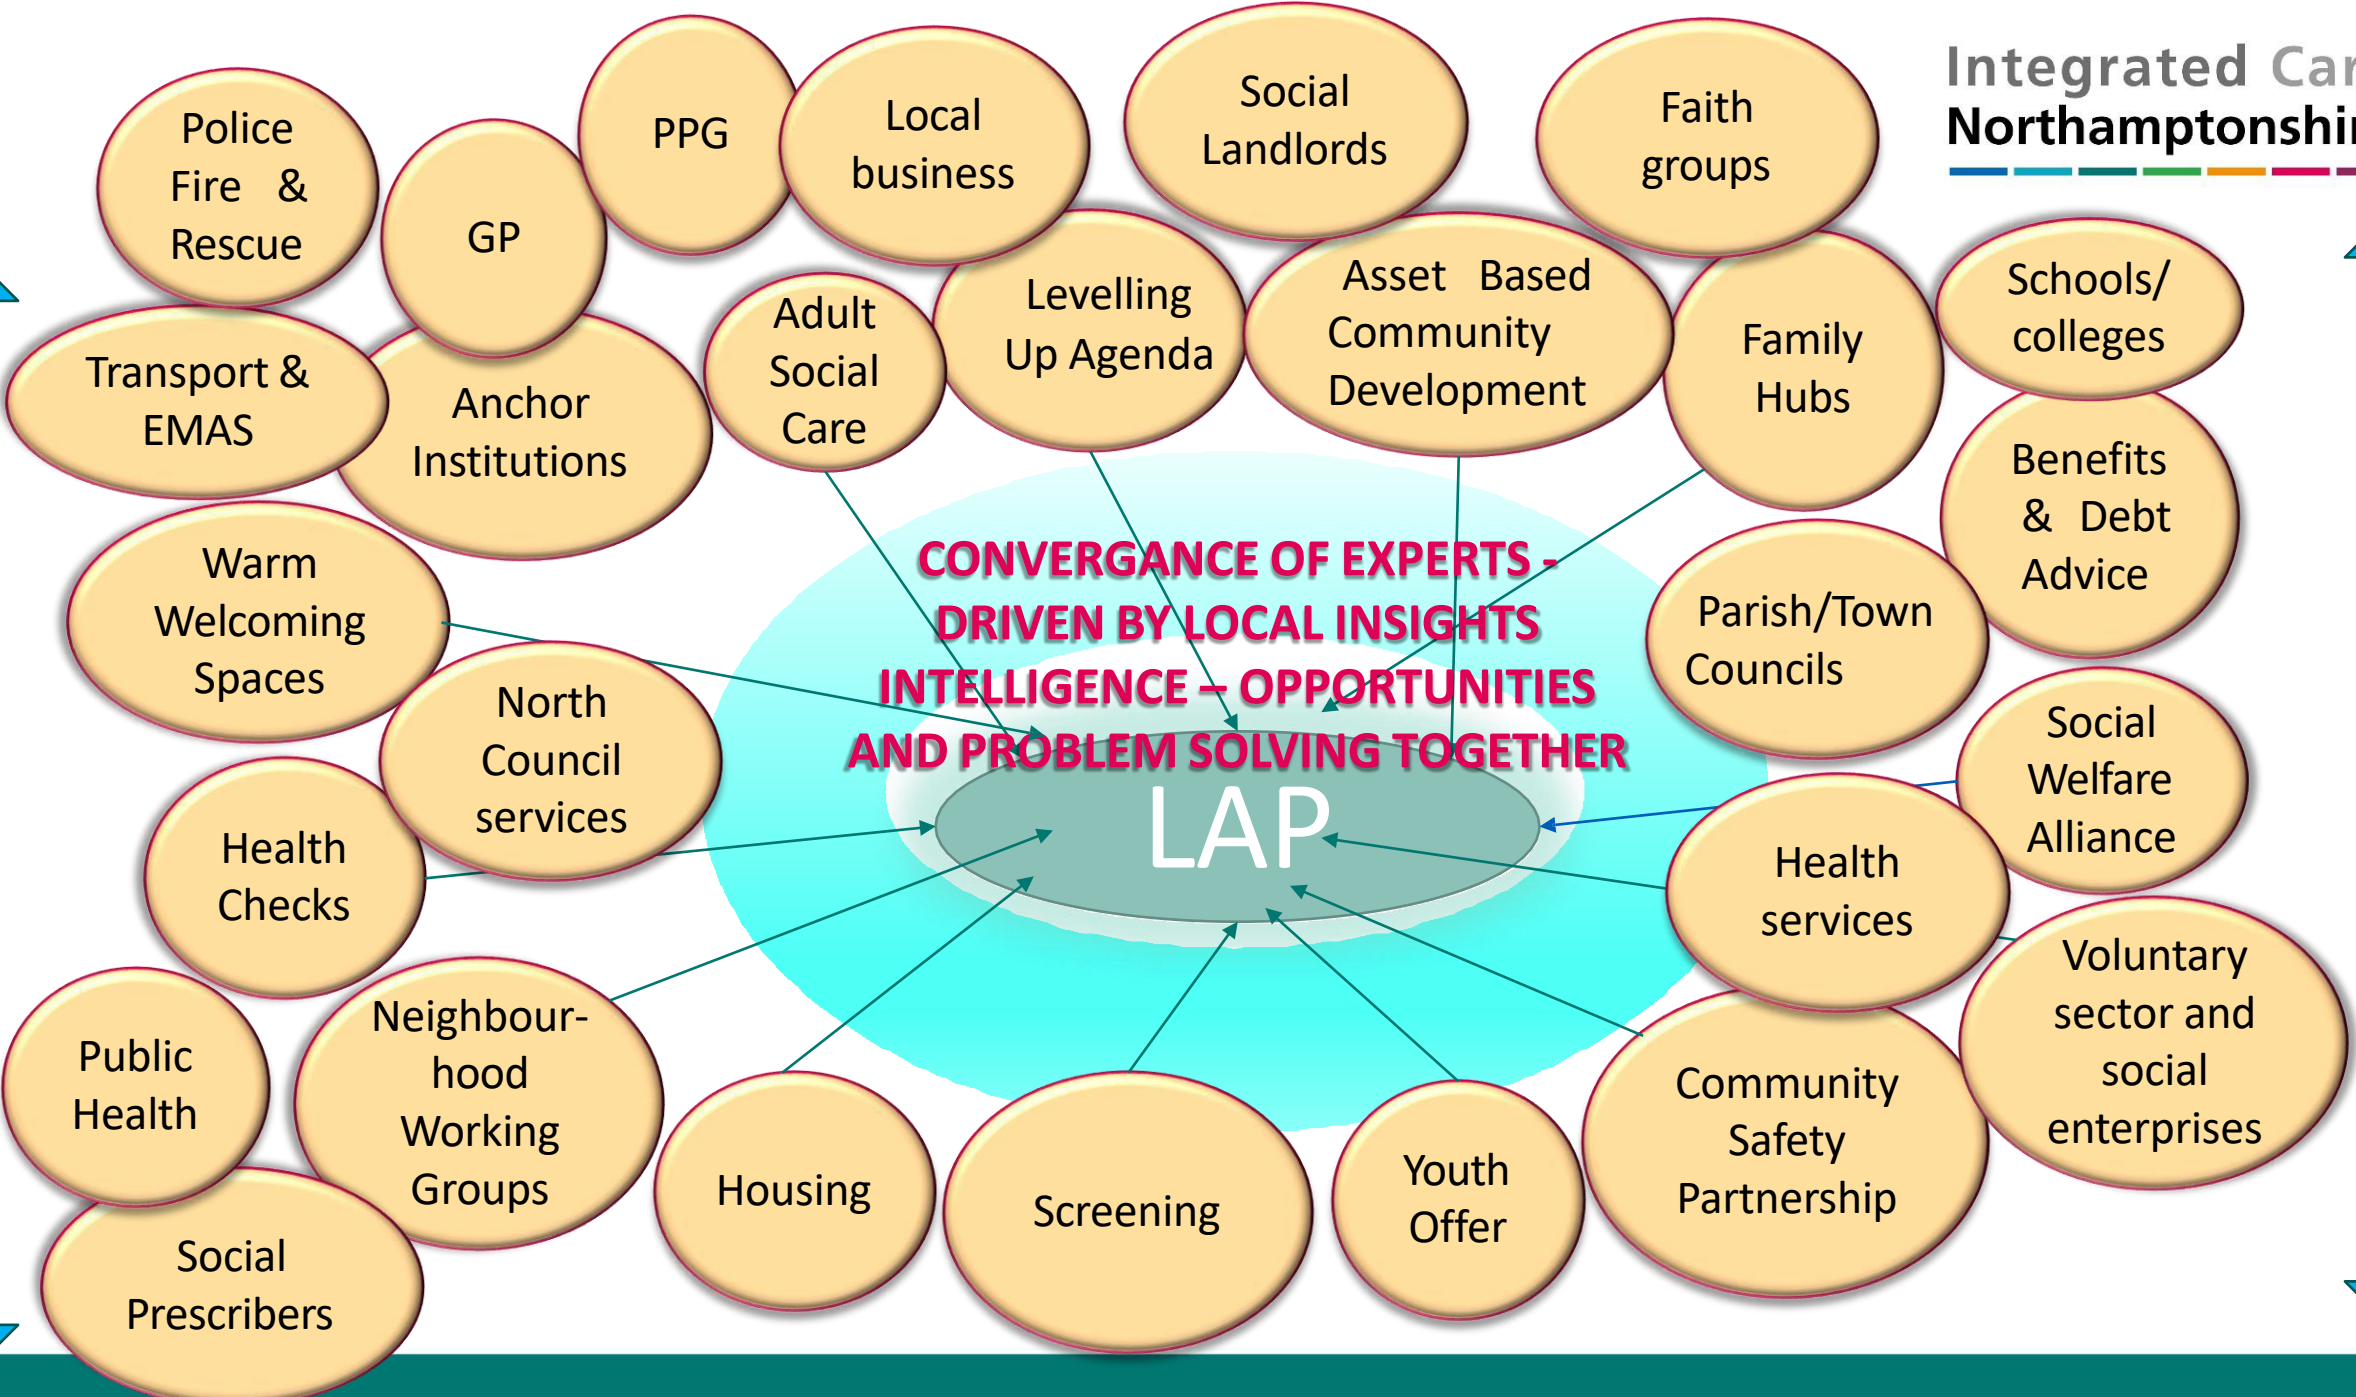 Integrated Car
Northamptonshir
Police
Fire &
Rescue
GP
PPG
Local
business
Social
Landlords
Faith
groups
Schools/
colleges
Transport &
EMAS
Anchor
Institutions
Adult
Social
Care
Levelling
Up Agenda
Asset Based
Community
Development
Family
Hubs
Benefits
& Debt
Advice
Warm
Welcoming
Spaces
North
Council
services
CONVERGANCE OF EXPERTS -
DRIVEN BY LOCAL INSIGHTS
INTELLIGENCE – OPPORTUNITIES
AND PROBLEM SOLVING TOGETHER
LAP
Parish/Town
Councils
Social
Welfare
Alliance
Health
Checks
Health
services
Voluntary
sector and
social
enterprises
Public
Health
Neighbour-
hood
Working
Groups
Housing
Screening
Youth
Offer
Community
Safety
Partnership
Social
Prescribers